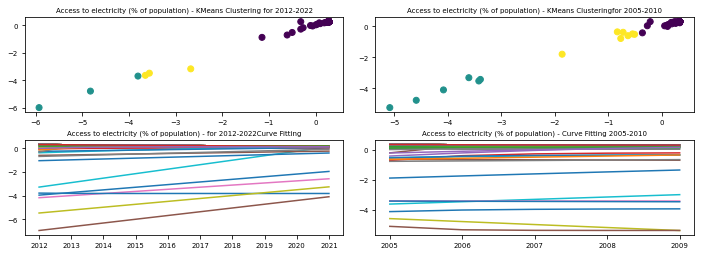 Access to electricity (% of population) - KMeans Clustering for 2012-2022
0
−2
−4
−6
−6 −5 −4 −3 −2 −1 0
Access to electricity (% of population) - KMeans Clusteringfor 2005-2010
0
−2
−4
−5 −4 −3 −2 −1 0
Access to electricity (% of population) - for 2012-2022Curve Fitting
0
−2
−4
−6
2012 2013 2014 2015 2016 2017 2018 2019 2020 2021
Access to electricity (% of population) - Curve Fitting 2005-2010
0
−2
−4
2005 2006 2007 2008 2009